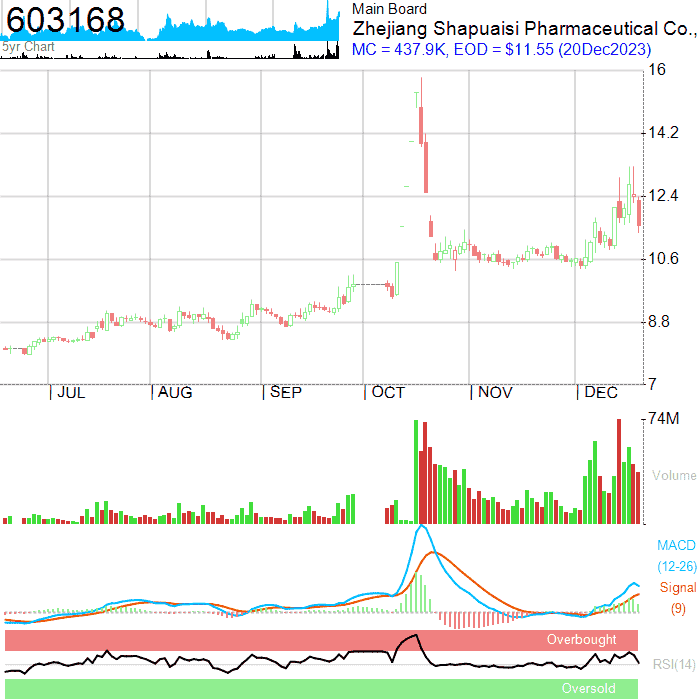 603168
5yr Chart
Main Board
Zhejiang Shapuaisi Pharmaceutical Co.,
MC = 437.9K, EOD = $11.55 (20Dec2023)
16
14.2
12.4
10.6
8.8
7
JUL
AUG
SEP
OCT
NOV
DEC
74M
Volume
MACD
(12-26)
Signal
(9)
Overbought
RSI(14)
Oversold